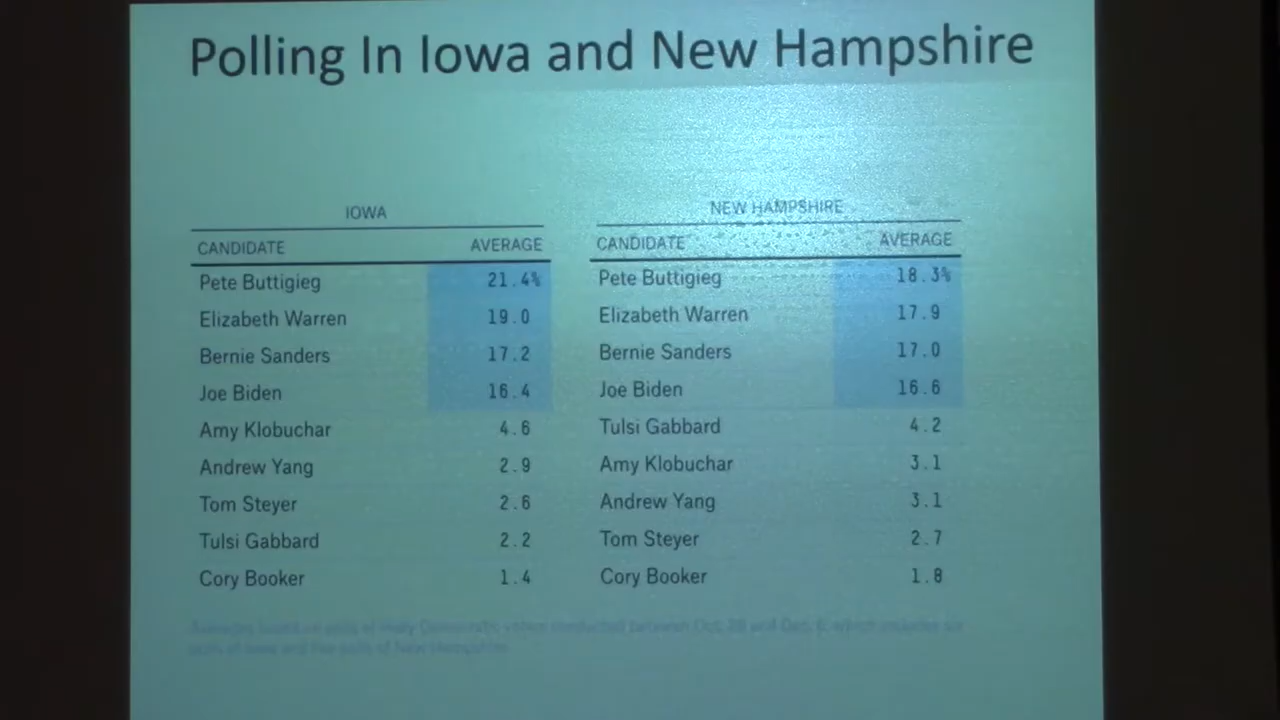 Polling In Iowa and New Hampshire
IOWA
CANDIDATE AVERAGE
Pete Buttigieg 21.4%
Elizabeth Warren 19.0
Bernie Sanders 17.2
Joe Biden 16.4
Amy Klobuchar 4.6
Andrew Yang 2.9
Tom Steyer 2.6
Tulsi Gabbard 2.2
Cory Booker 1.4
NEW HAMPSHIRE
CANDIDATE AVERAGE
Pete Buttigieg 18.3%
Elizabeth Warren 17.9
Bernie Sanders 17.0
Joe Biden 16.6
Tulsi Gabbard 4.2
Amy Klobuchar 3.1
Andrew Yang 3.1
Tom Steyer 2.7
Cory Booker 1.8